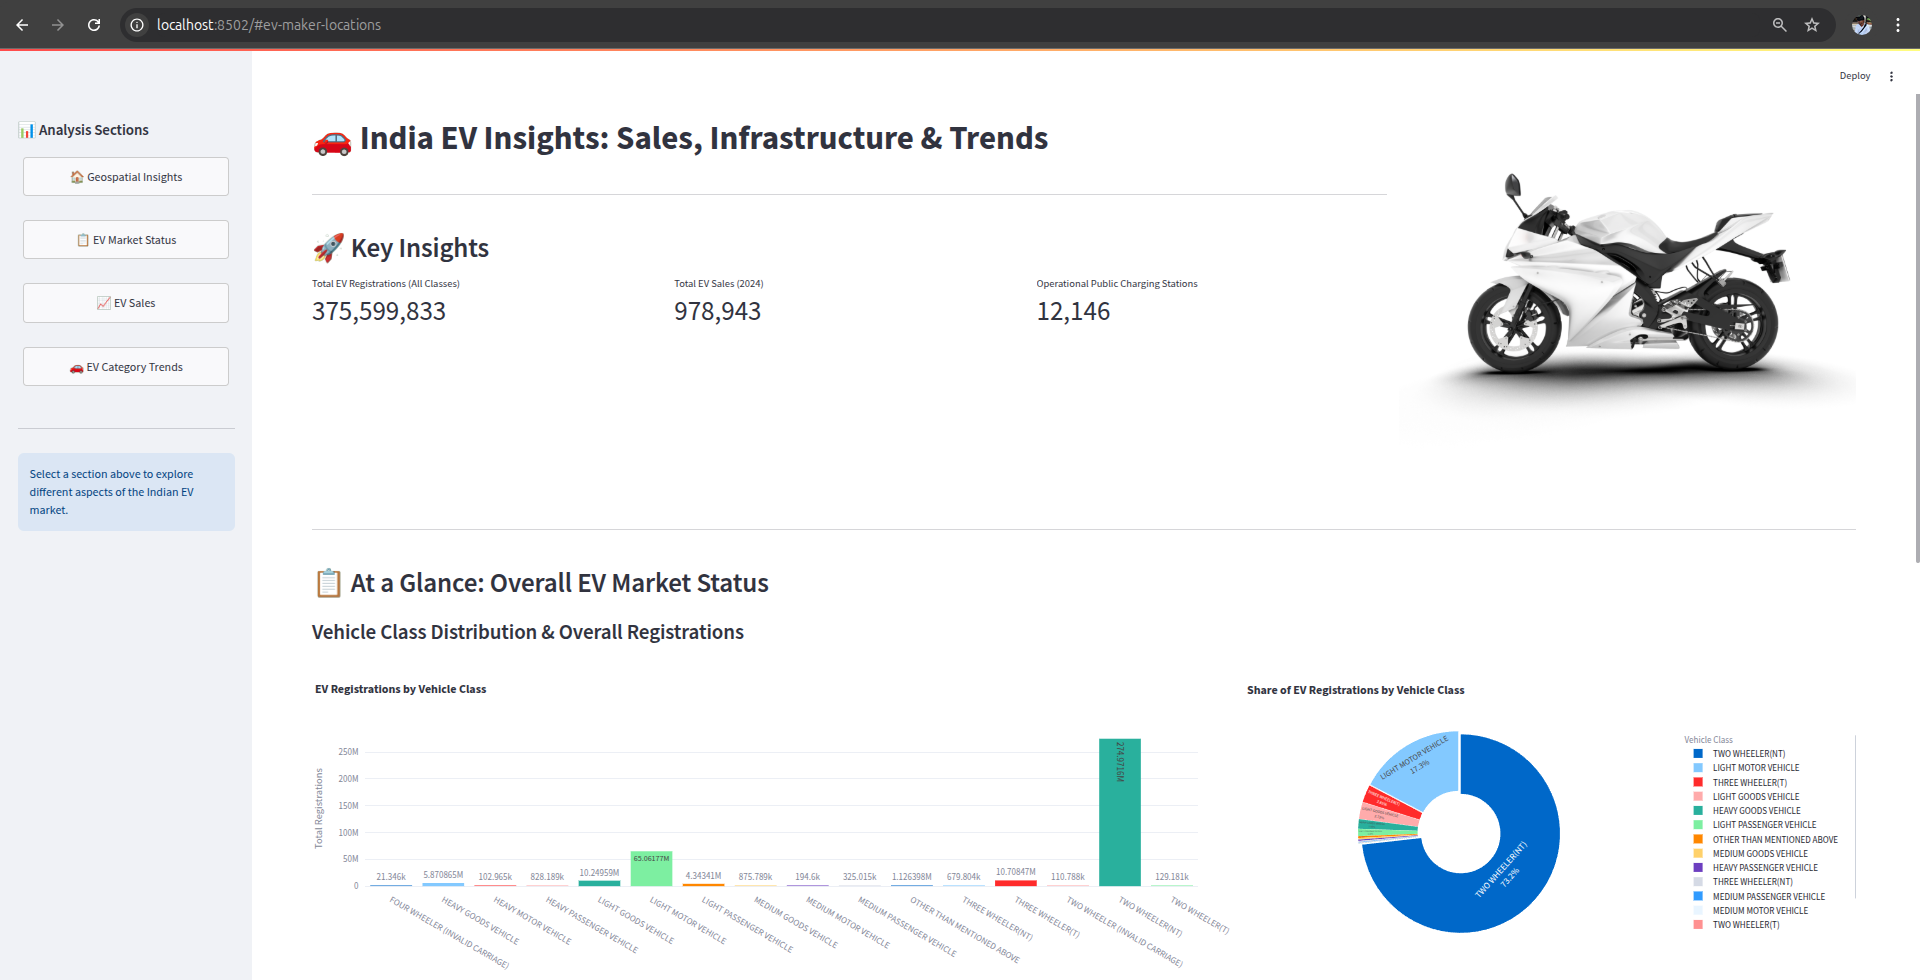 localhost:8502/#ev-maker-locations
Deploy
Analysis Sections
Geospatial Insights
EV Market Status
EV Sales
EV Category Trends
Select a section above to explore
different aspects of the Indian EV
market.
India EV Insights: Sales, Infrastructure & Trends
Key Insights
Total EV Registrations (All Classes)
375,599,833
Total EV Sales (2024)
978,943
Operational Public Charging Stations
12,146
At a Glance: Overall EV Market Status
Vehicle Class Distribution & Overall Registrations
EV Registrations by Vehicle Class
Total Registrations
250M
200M
150M
100M
50M
0
21.346k
5.870865M
102.965k
828.189k
10.24959M
65.06177M
4.34341M
875.789k
194.6k
325.015k
1.126398M
679.804k
10.70847M
110.788k
274.9716M
129.181k
FOUR WHEELER (INVALID CARRIAGE)
HEAVY GOODS VEHICLE
HEAVY MOTOR VEHICLE
HEAVY PASSENGER VEHICLE
LIGHT GOODS VEHICLE
LIGHT MOTOR VEHICLE
LIGHT PASSENGER VEHICLE
MEDIUM GOODS VEHICLE
MEDIUM MOTOR VEHICLE
MEDIUM PASSENGER VEHICLE
OTHER THAN MENTIONED ABOVE
THREE WHEELER(NT)
THREE WHEELER(T)
TWO WHEELER (INVALID CARRIAGE)
TWO WHEELER(NT)
TWO WHEELER(T)
Share of EV Registrations by Vehicle Class
LIGHT MOTOR VEHICLE
17.3%
TWO WHEELER(NT)
73.2%
Vehicle Class
TWO WHEELER(NT)
LIGHT MOTOR VEHICLE
THREE WHEELER(T)
LIGHT GOODS VEHICLE
HEAVY GOODS VEHICLE
LIGHT PASSENGER VEHICLE
OTHER THAN MENTIONED ABOVE
MEDIUM GOODS VEHICLE
HEAVY PASSENGER VEHICLE
THREE WHEELER(NT)
MEDIUM PASSENGER VEHICLE
MEDIUM MOTOR VEHICLE
TWO WHEELER(T)